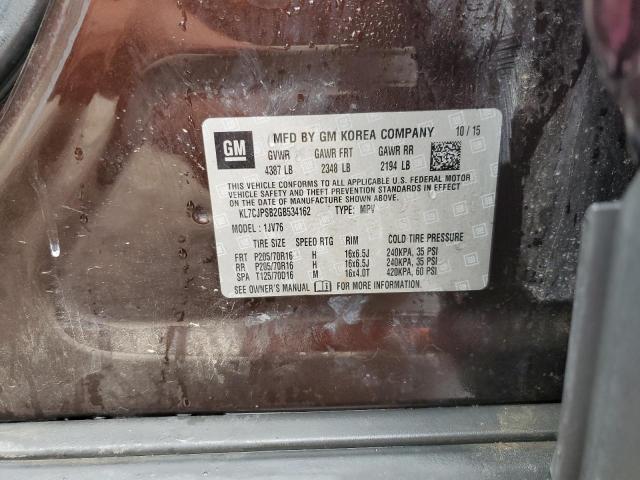 GM
MFD BY GM KOREA COMPANY 10/15
GVWR GAWR FRT GAWR RR
4387 LB 2348 LB 2194 LB
THIS VEHICLE CONFORMS TO ALL APPLICABLE U.S. FEDERAL MOTOR
VEHICLE SAFETY AND THEFT PREVENTION STANDARDS IN EFFECT
ON THE DATE OF MANUFACTURE SHOWN ABOVE.
KL7CJPSB2GB534162 TYPE: MPV
MODEL: 1JV76
TIRE SIZE SPEED RTG RIM COLD TIRE PRESSURE
FRT P205/70R16 H 16x6.5J 240KPA, 35 PSI
RR P205/70R16 H 16x6.5J 240KPA, 35 PSI
SPA T125/70D16 M 16x4.0T 420KPA, 60 PSI
SEE OWNER'S MANUAL FOR MORE INFORMATION.